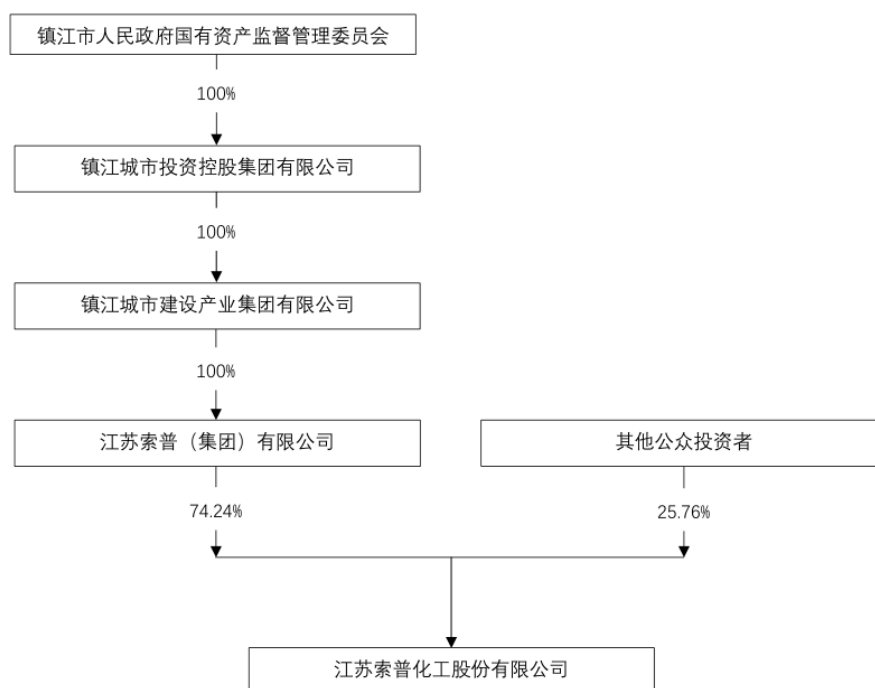 镇江市人民政府国有资产监督管理委员会
100%
镇江城市投资控股集团有限公司
100%
镇江城市建设产业集团有限公司
100%
江苏索普（集团）有限公司
其他公众投资者
74.24%
25.76%
江苏索普化工股份有限公司